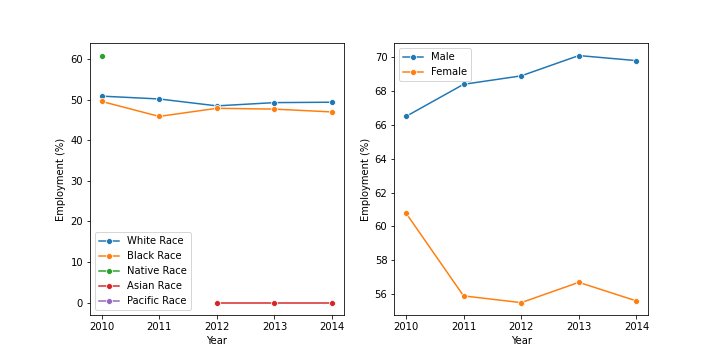 60
50
40
30
20
10
0
Employment (%)
White Race
Black Race
Native Race
Asian Race
Pacific Race
2010 2011 2012 2013 2014
Year
70
68
66
64
62
60
58
56
Employment (%)
Male
Female
2010 2011 2012 2013 2014
Year